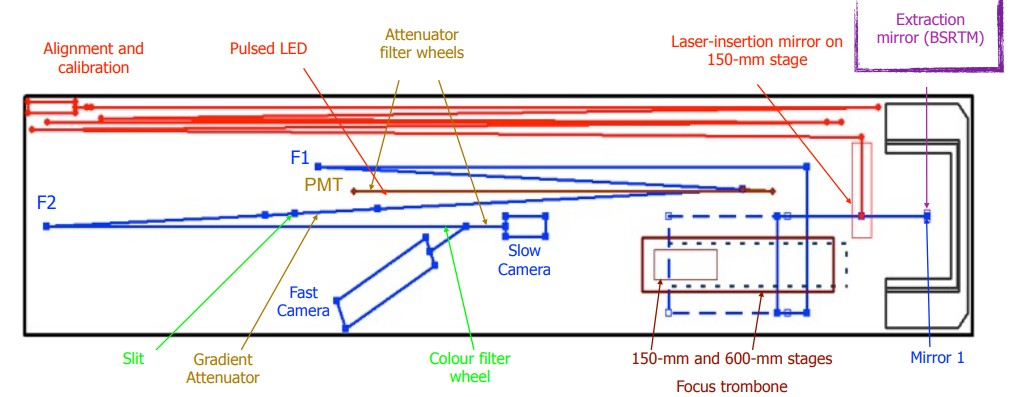 Alignment and
calibration
Pulsed LED
Attenuator
filter wheels
Laser-insertion mirror on
150-mm stage
Extraction
mirror (BSRTM)
F1
PMT
F2
Slow
Camera
Fast
Camera
Slit
Gradient
Attenuator
Colour filter
wheel
150-mm and 600-mm stages
Focus trombone
Mirror 1